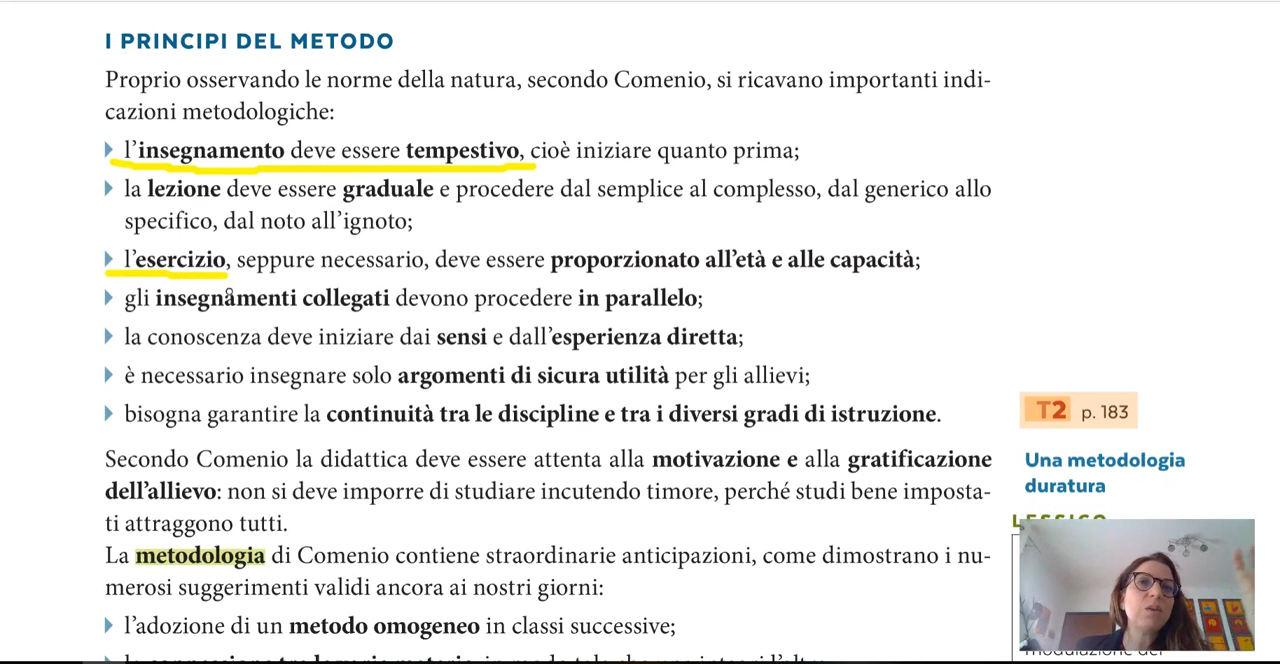 I PRINCIPI DEL METODO
Proprio osservando le norme della natura, secondo Comenio, si ricavano importanti indi-
cazioni metodologiche:
l'insegnamento deve essere tempestivo, cioè iniziare quanto prima;
la lezione deve essere graduale e procedere dal semplice al complesso, dal generico allo
specifico, dal noto all'ignoto;
l'esercizio, seppure necessario, deve essere proporzionato all'età e alle capacità;
gli insegnamenti collegati devono procedere in parallelo;
la conoscenza deve iniziare dai sensi e dall'esperienza diretta;
è necessario insegnare solo argomenti di sicura utilità per gli allievi;
bisogna garantire la continuità tra le discipline e tra i diversi gradi di istruzione.
T2 p. 183
Secondo Comenio la didattica deve essere attenta alla motivazione e alla gratificazione
dell'allievo: non si deve imporre di studiare incutendo timore, perché studi bene imposta-
ti attraggono tutti.
Una metodologia
duratura
LESSICO
La metodologia di Comenio contiene straordinarie anticipazioni, come dimostrano i nu-
merosi suggerimenti validi ancora ai nostri giorni:
l'adozione di un metodo omogeneo in classi successive;